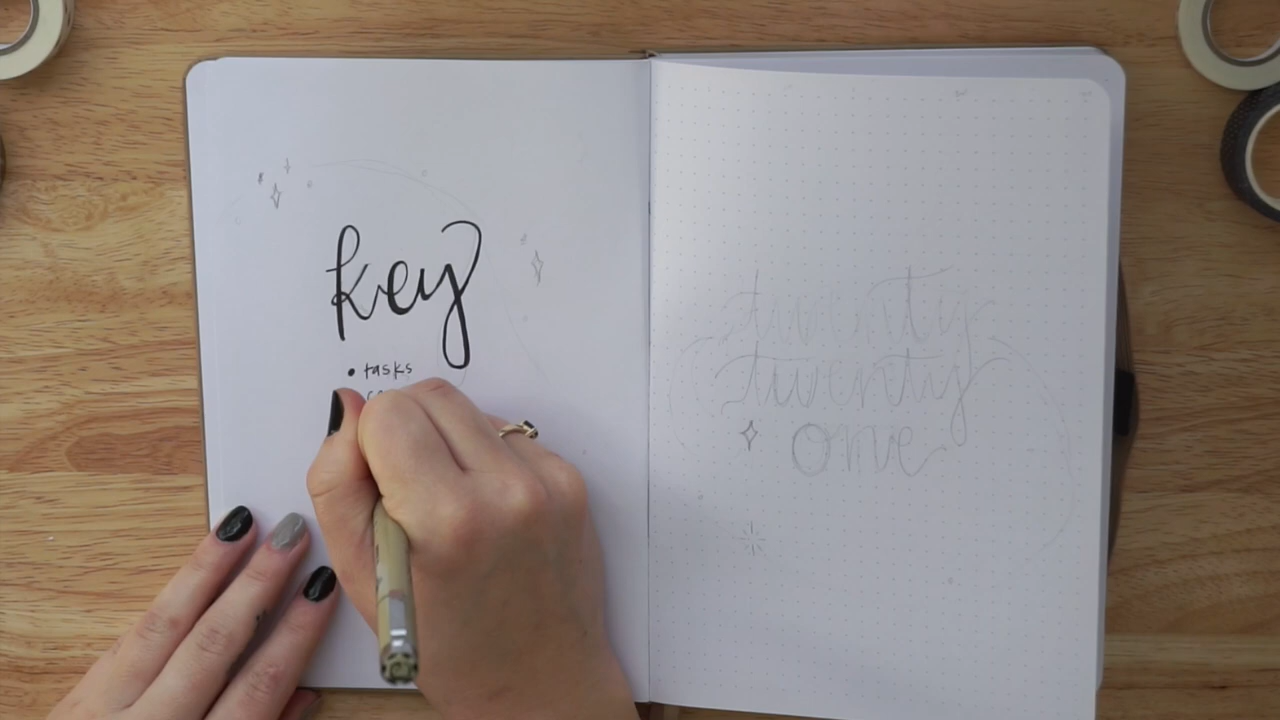 key
• tasks
twenty
twenty
one